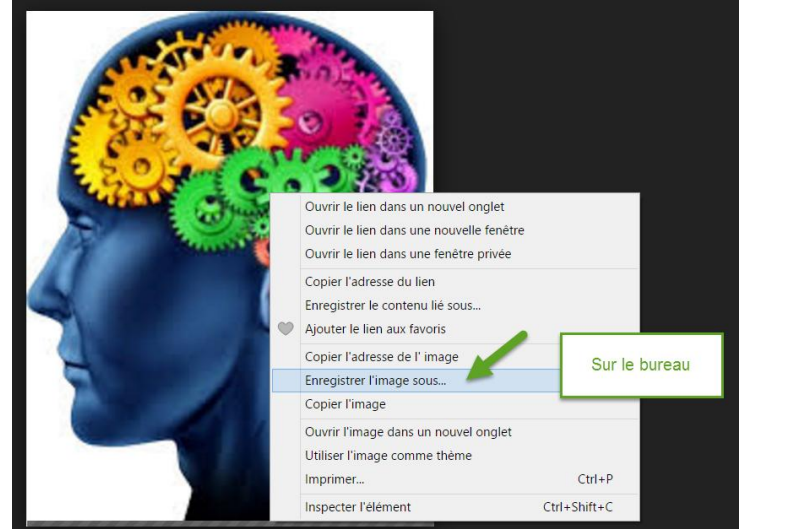 Ouvrir le lien dans un nouvel onglet
Ouvrir le lien dans une nouvelle fenêtre
Ouvrir le lien dans une fenêtre privée
Copier l'adresse du lien
Enregistrer le contenu lié sous...
Ajouter le lien aux favoris
Copier l'adresse de l' image
Enregistrer l'image sous...
Sur le bureau
Copier l'image
Ouvrir l'image dans un nouvel onglet
Utiliser l'image comme thème
Imprimer... Ctrl+P
Inspecter l'élément Ctrl+Shift+C